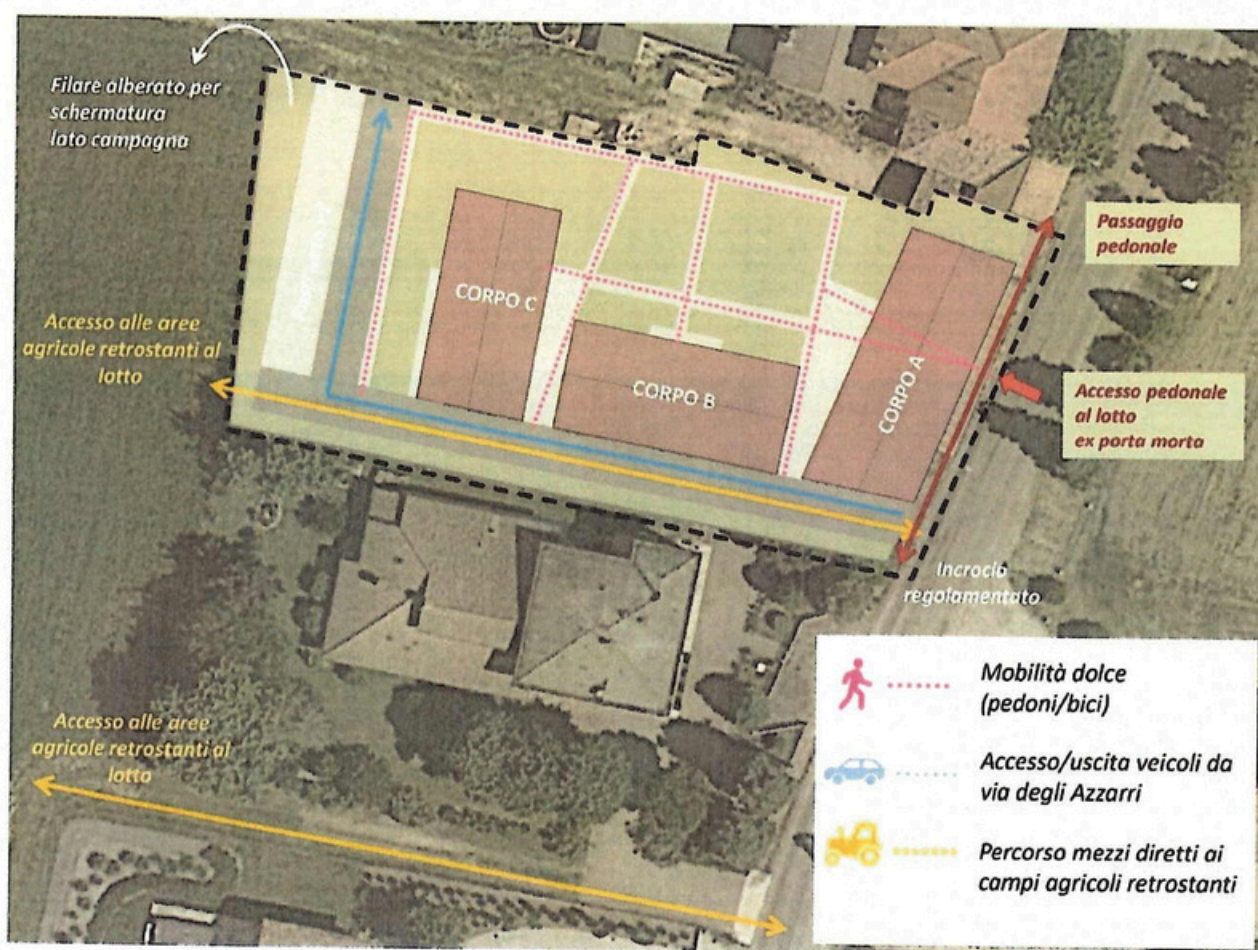 Filare alberato per
schermatura
lato campagna
Passaggio
pedonale
CORPO C
Accesso alle aree
agricole retrostanti al
lotto
CORPO B
CORPO A
Accesso pedonale
al lotto
ex porta morta
Incrocio
regolamentato
Accesso alle aree
agricole retrostanti al
lotto
Mobilità dolce
(pedoni/bici)
Accesso/uscita veicoli da
via degli Azzarri
Percorso mezzi diretti ai
campi agricoli retrostanti